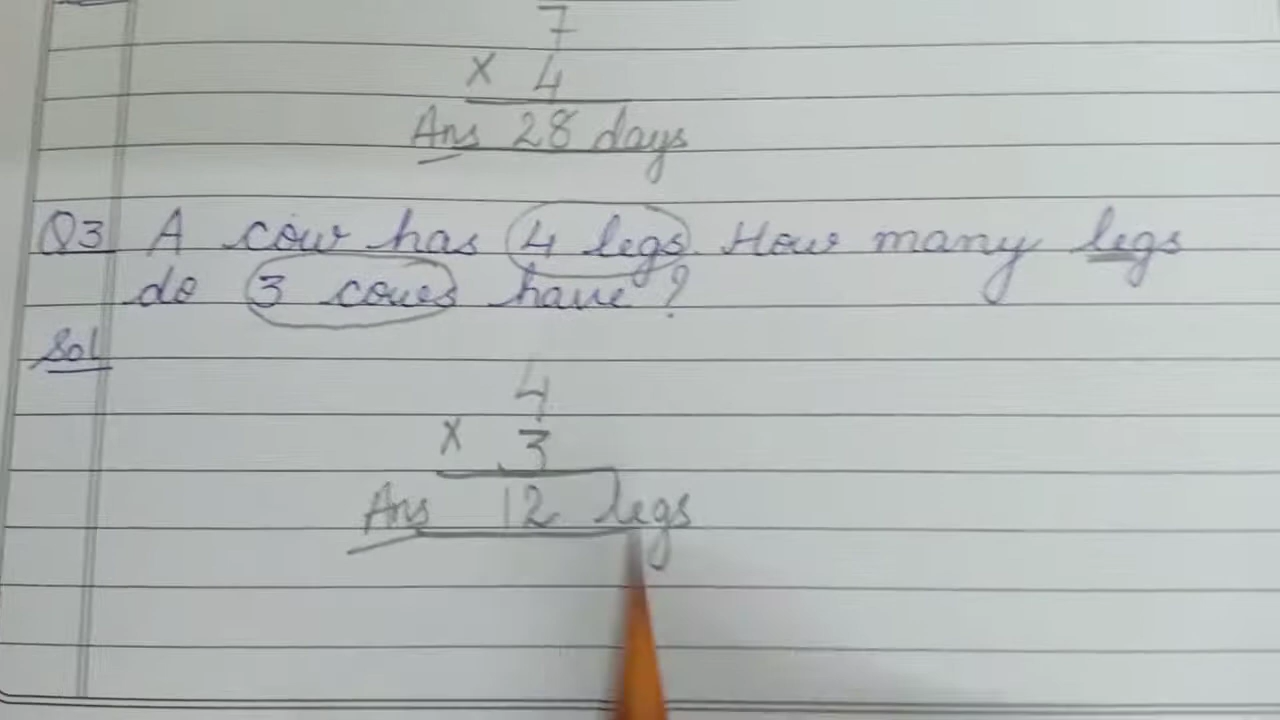 7
× 4
Ans 28 days
Q3 A cow has 4 legs. How many legs
do 3 cows have?
Sol
4
× 3
Ans 12 legs